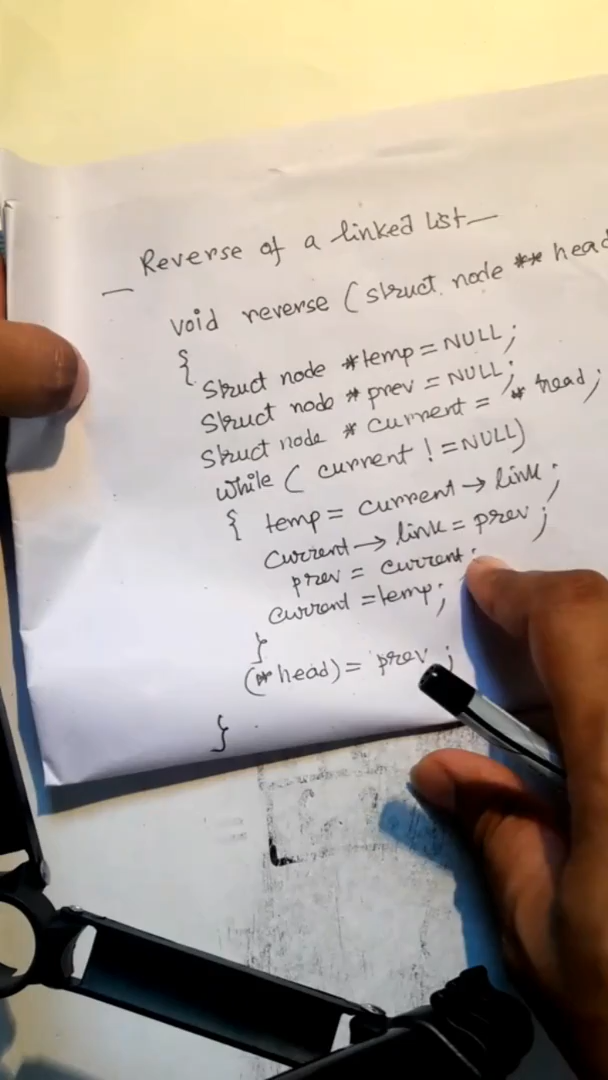 Reverse of a linked list
void reverse (struct node ** head
{
struct node *temp = NULL;
struct node * prev = NULL;
struct node * current = * head;
while ( current != NULL)
{ temp = current → link;
current → link = prev;
prev = current;
current = temp;
}
(* head) = prev;
}